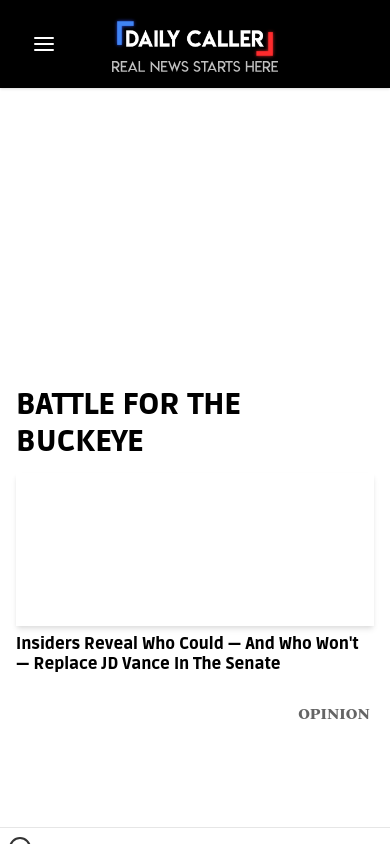 DAILY CALLER
REAL NEWS STARTS HERE
BATTLE FOR THE
BUCKEYE
Insiders Reveal Who Could — And Who Won't
— Replace JD Vance In The Senate
OPINION